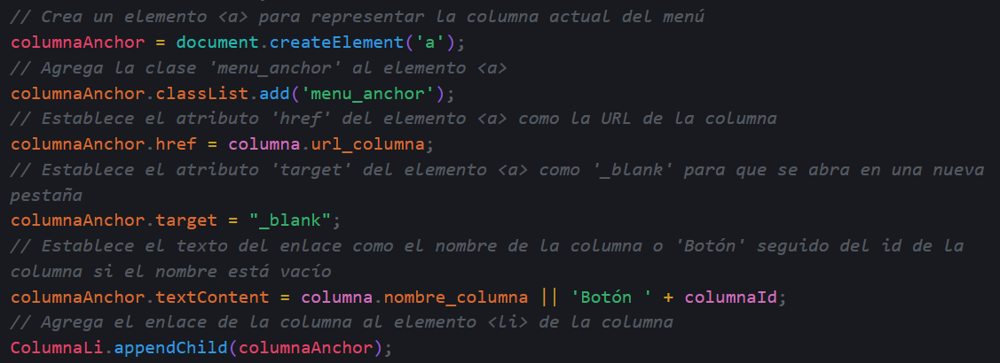 // Crea un elemento <a> para representar la columna actual del menú
columnaAnchor = document.createElement('a');
// Agrega la clase 'menu_anchor' al elemento <a>
columnaAnchor.classList.add('menu_anchor');
// Establece el atributo 'href' del elemento <a> como la URL de la columna
columnaAnchor.href = columna.url_columna;
// Establece el atributo 'target' del elemento <a> como '_blank' para que se abra en una nueva
pestaña
columnaAnchor.target = "_blank";
// Establece el texto del enlace como el nombre de la columna o 'Botón' seguido del id de la
columna si el nombre está vacío
columnaAnchor.textContent = columna.nombre_columna || 'Botón ' + columnaId;
// Agrega el enlace de la columna al elemento <li> de la columna
ColumnaLi.appendChild(columnaAnchor);